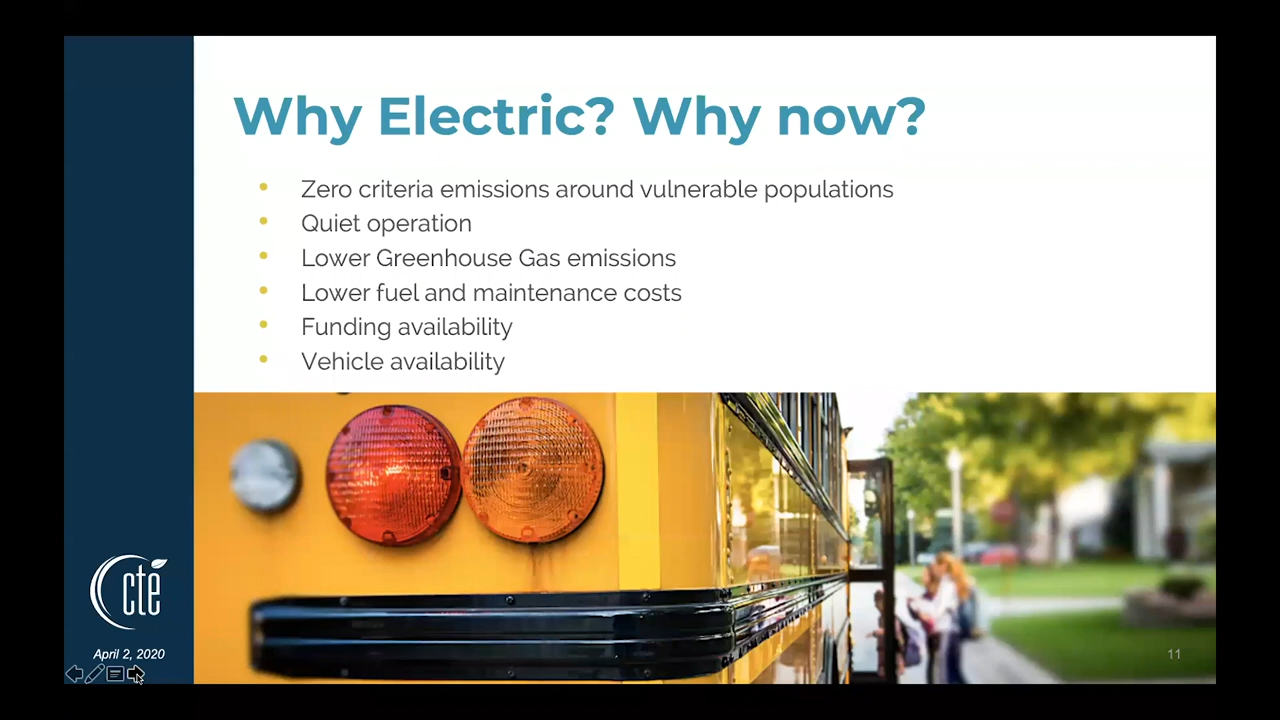 Why Electric? Why now?
• Zero criteria emissions around vulnerable populations
• Quiet operation
• Lower Greenhouse Gas emissions
• Lower fuel and maintenance costs
• Funding availability
• Vehicle availability
cte
April 2, 2020
11